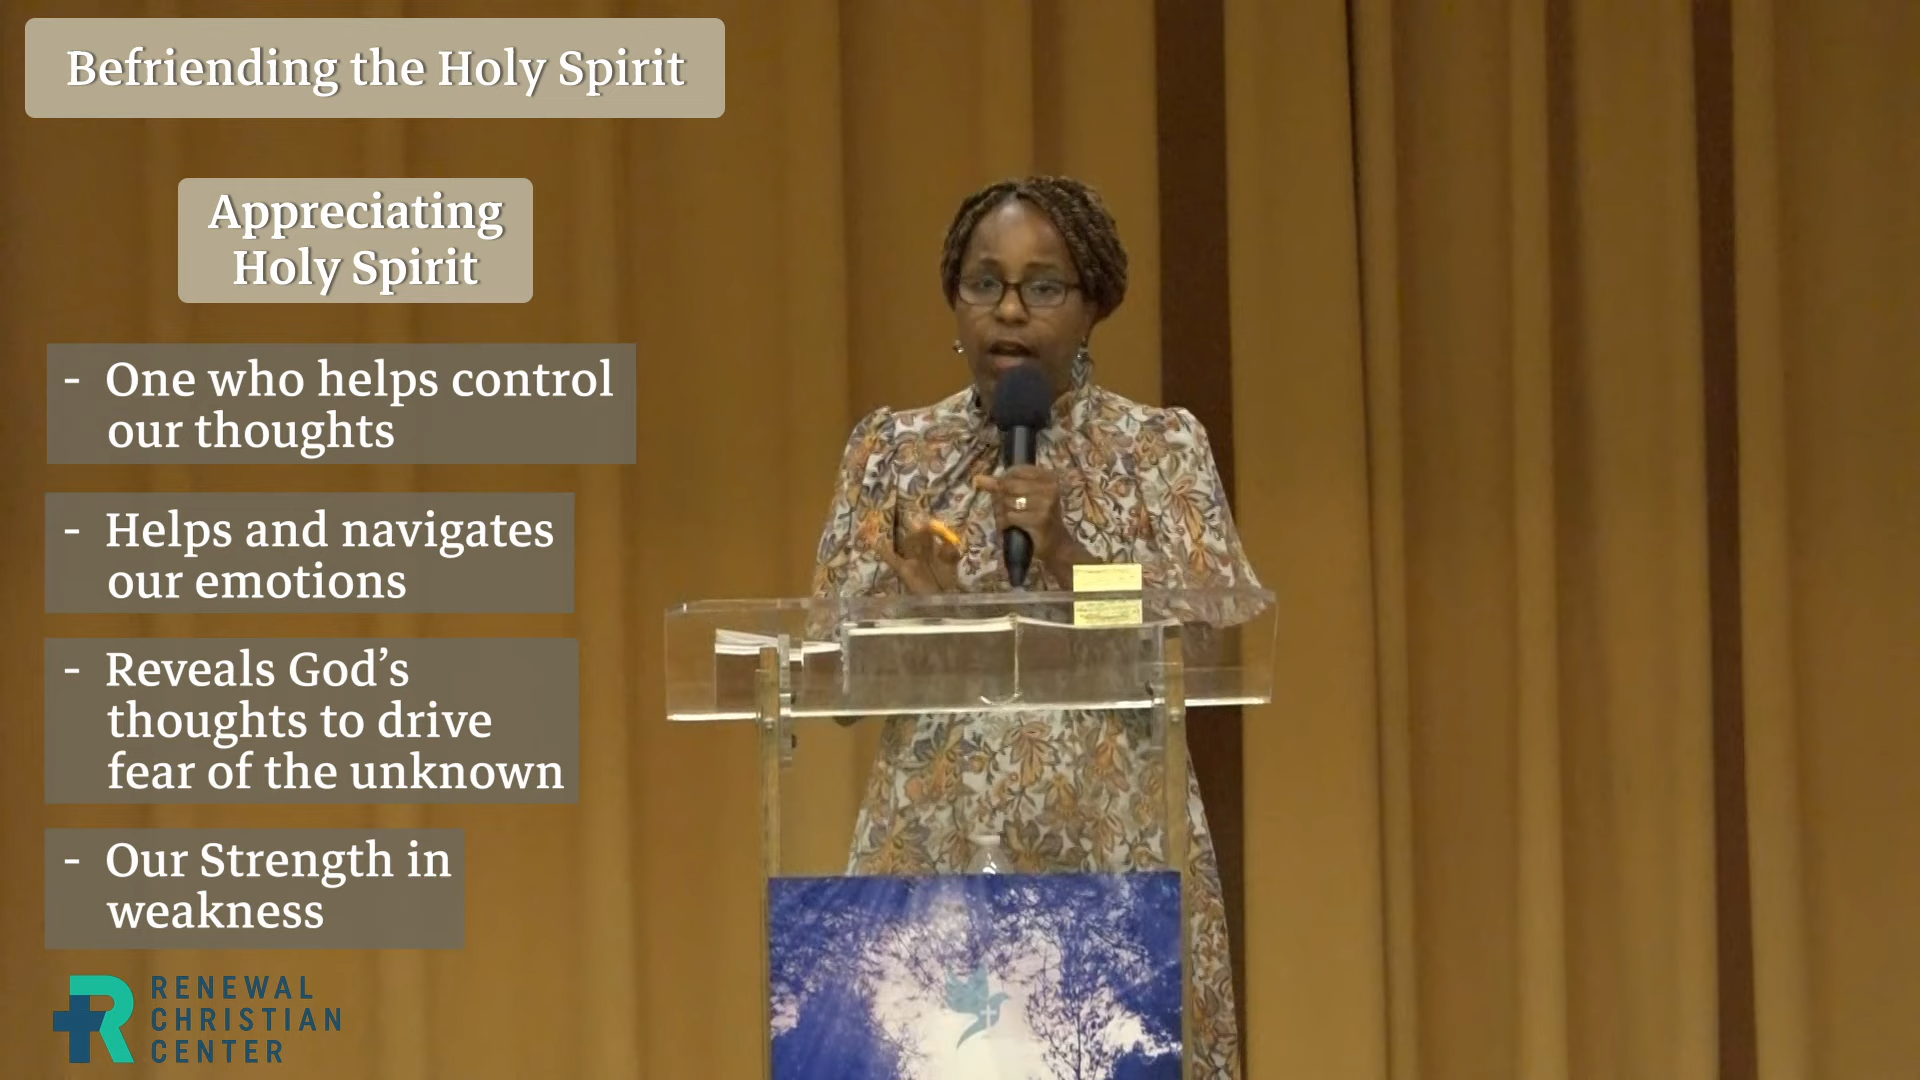 Befriending the Holy Spirit
Appreciating
Holy Spirit
- One who helps control
our thoughts
- Helps and navigates
our emotions
- Reveals God’s
thoughts to drive
fear of the unknown
- Our Strength in
weakness
RENEWAL
CHRISTIAN
CENTER